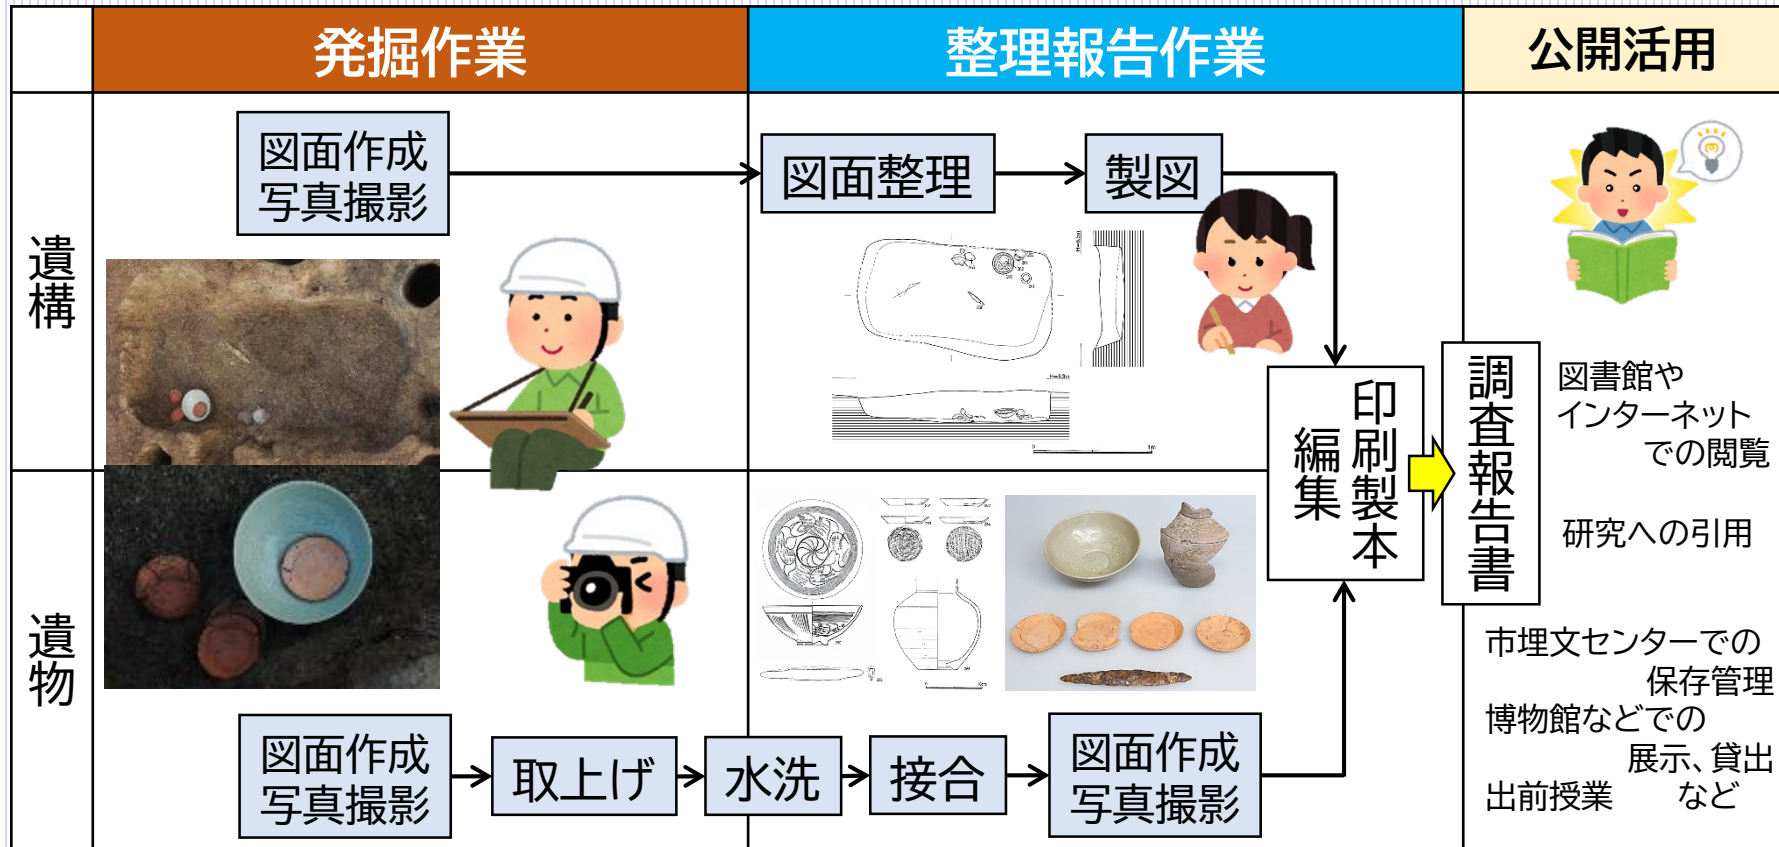 発掘作業
整理報告作業
公開活用
遺構
図面作成
写真撮影
図面整理
製図
遺物
図面作成
写真撮影
取上げ
水洗
接合
図面作成
写真撮影
印刷製本
編集
調査報告書
図書館や
インターネット
での閲覧
研究への引用
市埋文センターでの
保存管理
博物館などでの
展示、貸出
出前授業 など